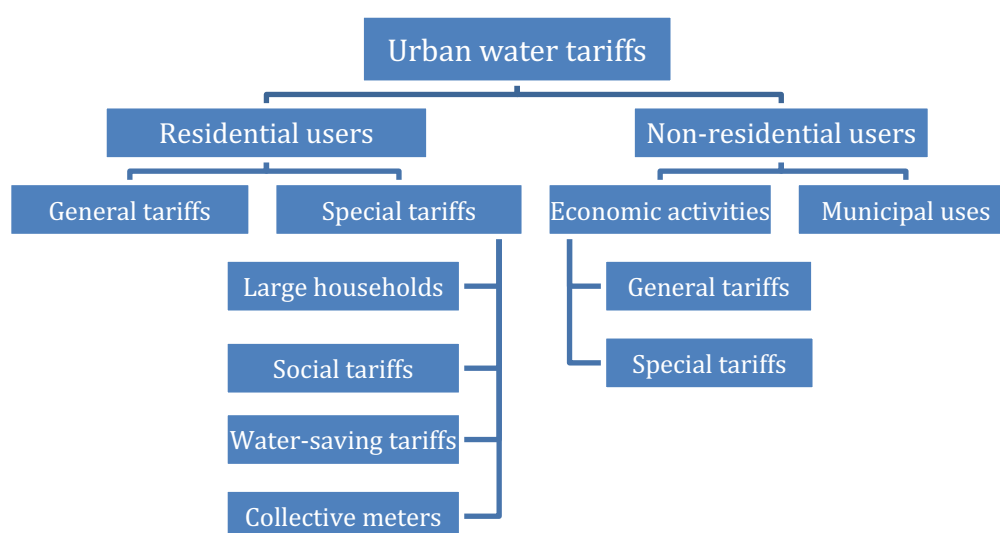 Urban water tariffs
Residential users
Non-residential users
General tariffs
Special tariffs
Economic activities
Municipal uses
Large households
General tariffs
Social tariffs
Special tariffs
Water-saving tariffs
Collective meters